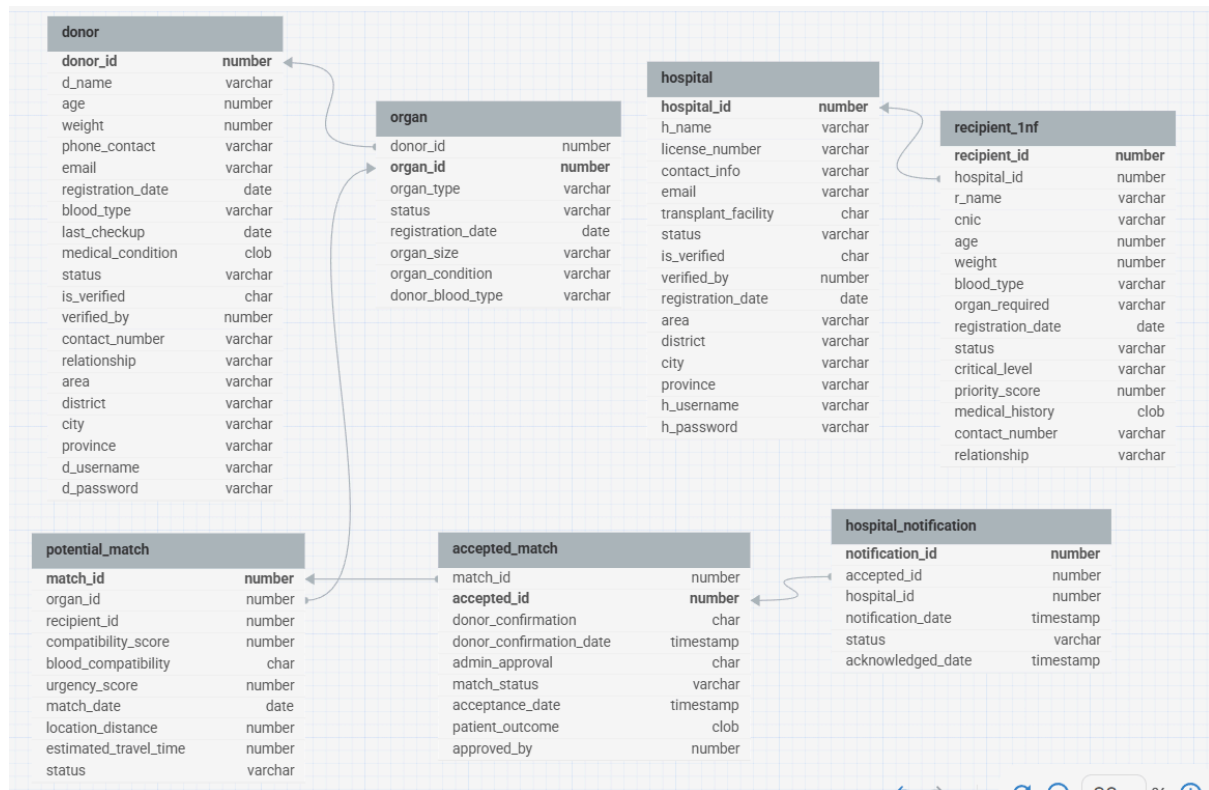 donor
donor_id number
d_name varchar
age number
weight number
phone_contact varchar
email varchar
registration_date date
blood_type varchar
last_checkup date
medical_condition clob
status varchar
is_verified char
verified_by number
contact_number varchar
relationship varchar
area varchar
district varchar
city varchar
province varchar
d_username varchar
d_password varchar
organ
donor_id number
organ_id number
organ_type varchar
status varchar
registration_date date
organ_size varchar
organ_condition varchar
donor_blood_type varchar
hospital
hospital_id number
h_name varchar
license_number varchar
contact_info varchar
email varchar
transplant_facility char
status varchar
is_verified char
verified_by number
registration_date date
area varchar
district varchar
city varchar
province varchar
h_username varchar
h_password varchar
recipient_1nf
recipient_id number
hospital_id number
r_name varchar
cnic varchar
age number
weight number
blood_type varchar
organ_required varchar
registration_date date
status varchar
critical_level varchar
priority_score number
medical_history clob
contact_number varchar
relationship varchar
potential_match
match_id number
organ_id number
recipient_id number
compatibility_score number
blood_compatibility char
urgency_score number
match_date date
location_distance number
estimated_travel_time number
status varchar
accepted_match
match_id number
accepted_id number
donor_confirmation char
donor_confirmation_date timestamp
admin_approval char
match_status varchar
acceptance_date timestamp
patient_outcome clob
approved_by number
hospital_notification
notification_id number
accepted_id number
hospital_id number
notification_date timestamp
status varchar
acknowledged_date timestamp
%